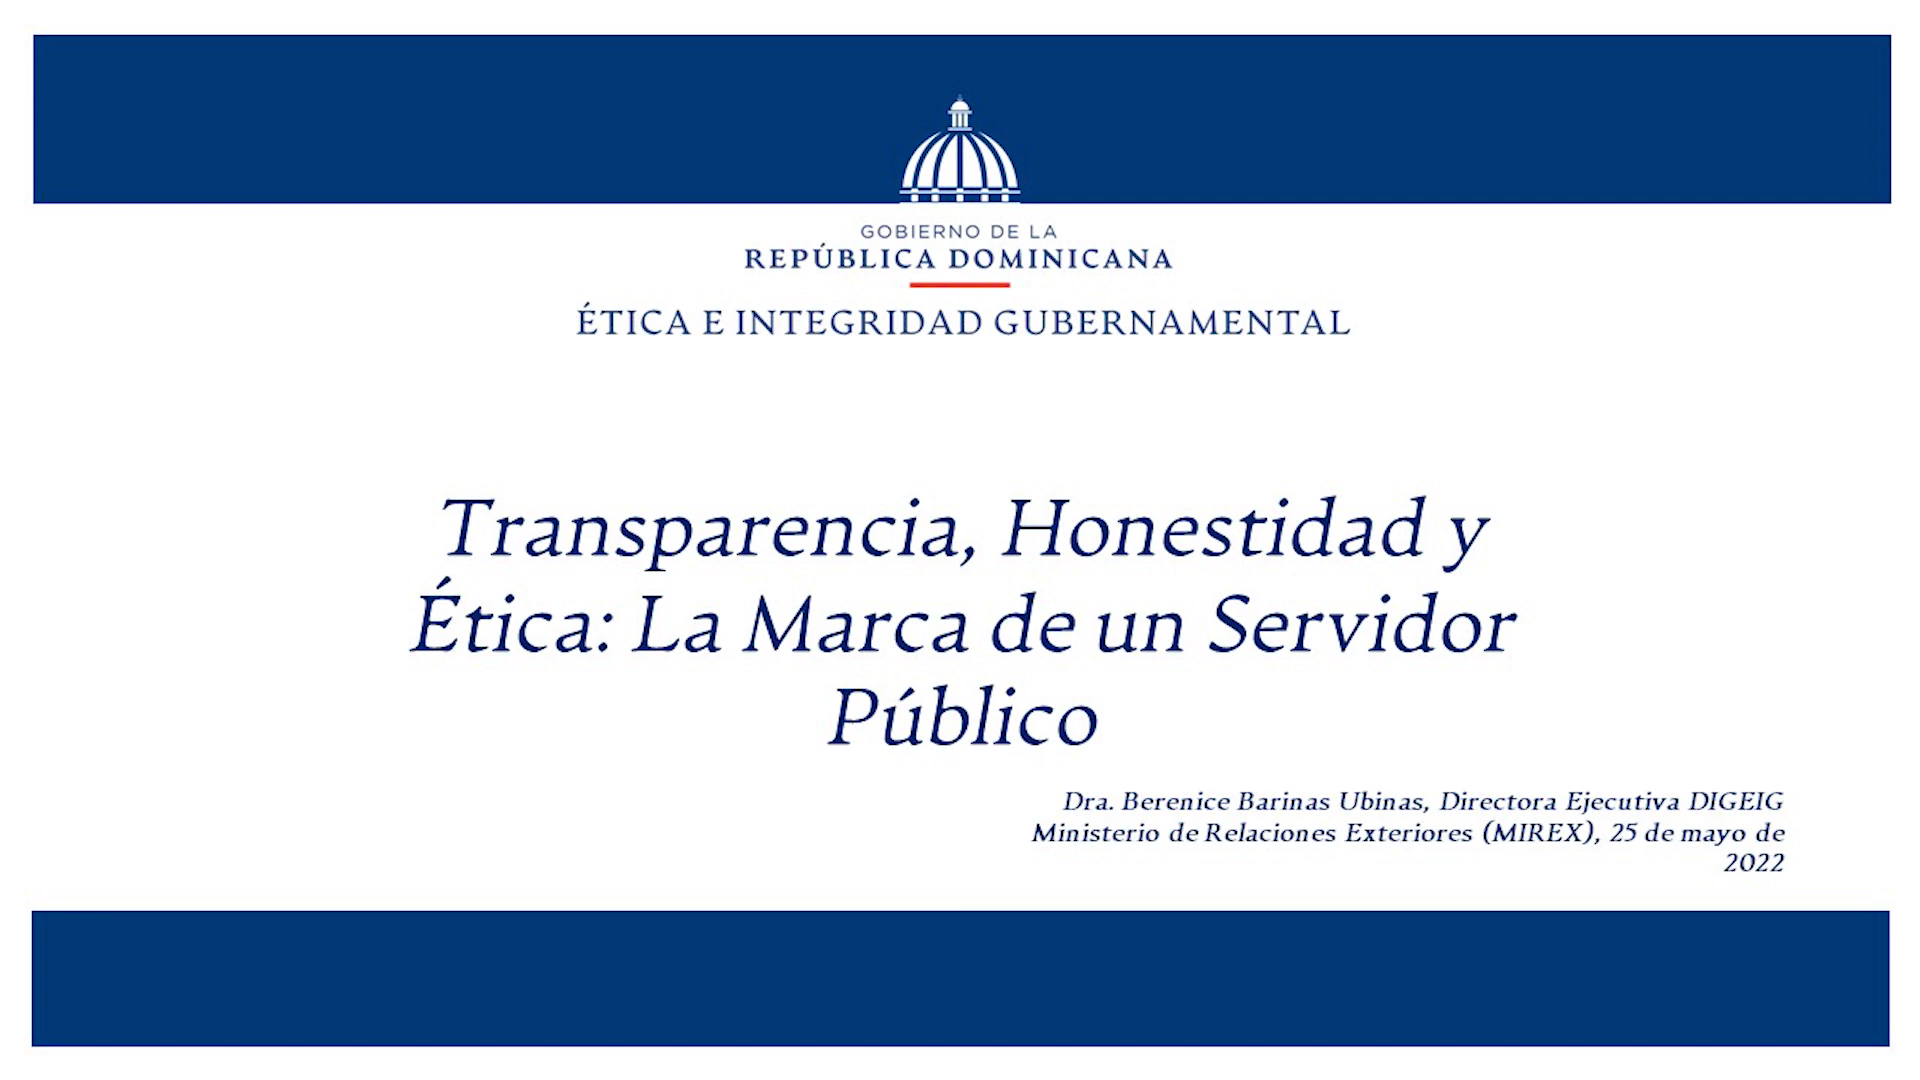 GOBIERNO DE LA
REPÚBLICA DOMINICANA
ÉTICA E INTEGRIDAD GUBERNAMENTAL
Transparencia, Honestidad y
Ética: La Marca de un Servidor
Público
Dra. Berenice Barinas Ubinas, Directora Ejecutiva DIGEIG
Ministerio de Relaciones Exteriores (MIREX), 25 de mayo de
2022